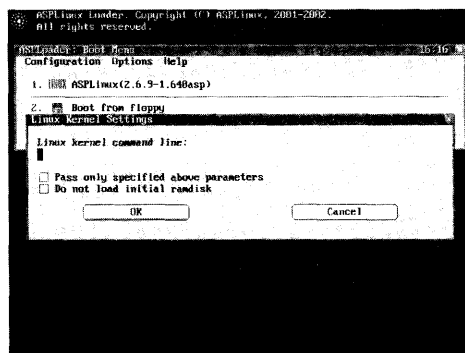 ASPLinux Loader. Copyright (C) ASPLinux, 2001-2002.
All rights reserved.
ASPLoader: Boot Menu 16:16
Configuration Options Help
1. ASPLinux(2.6.9-1.640asp)
2. Boot from floppy
Linux Kernel Settings
Linux kernel command line:
Pass only specified above parameters
Do not load initial ramdisk
OK Cancel